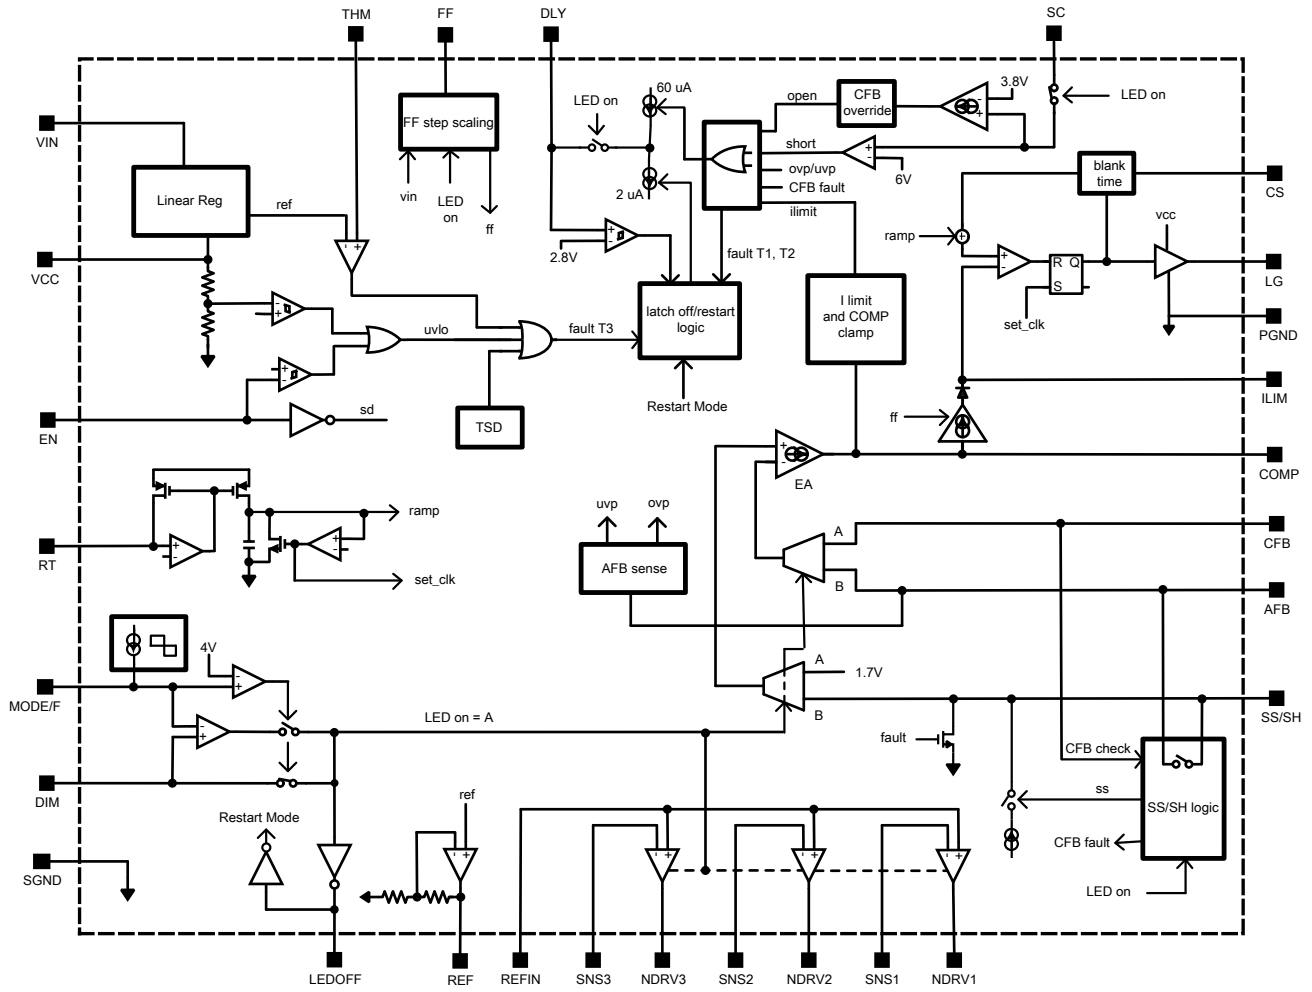 THM
FF
DLY
SC
VIN
Linear Reg
ref
VCC
FF step scaling
vin
LED
on
ff
LED on
60 uA
2 uA
2.8V
+
-
open
short
ovp/uvp
CFB fault
ilimit
CFB
override
3.8V
-
+
LED on
+
-
6V
blank
time
CS
ramp
+
+
-
R
Q
S
set_clk
vcc
LG
PGND
ILIM
COMP
fault T1, T2
latch off/restart
logic
Restart Mode
I limit
and COMP
clamp
ff
-
+
-
+
+
-
uvlo
fault T3
TSD
EN
sd
+
-
EA
RT
+
-
+
-
ramp
set_clk
uvp
ovp
AFB sense
A
B
CFB
AFB
4V
-
+
MODE/F
-
+
DIM
LED on = A
A
B
1.7V
SS/SH
fault
CFB check
ss
SS/SH logic
CFB fault
LED on
Restart Mode
ref
-
+
-
+
-
+
-
+
SGND
LEDOFF
REF
REFIN
SNS3
NDRV3
SNS2
NDRV2
SNS1
NDRV1